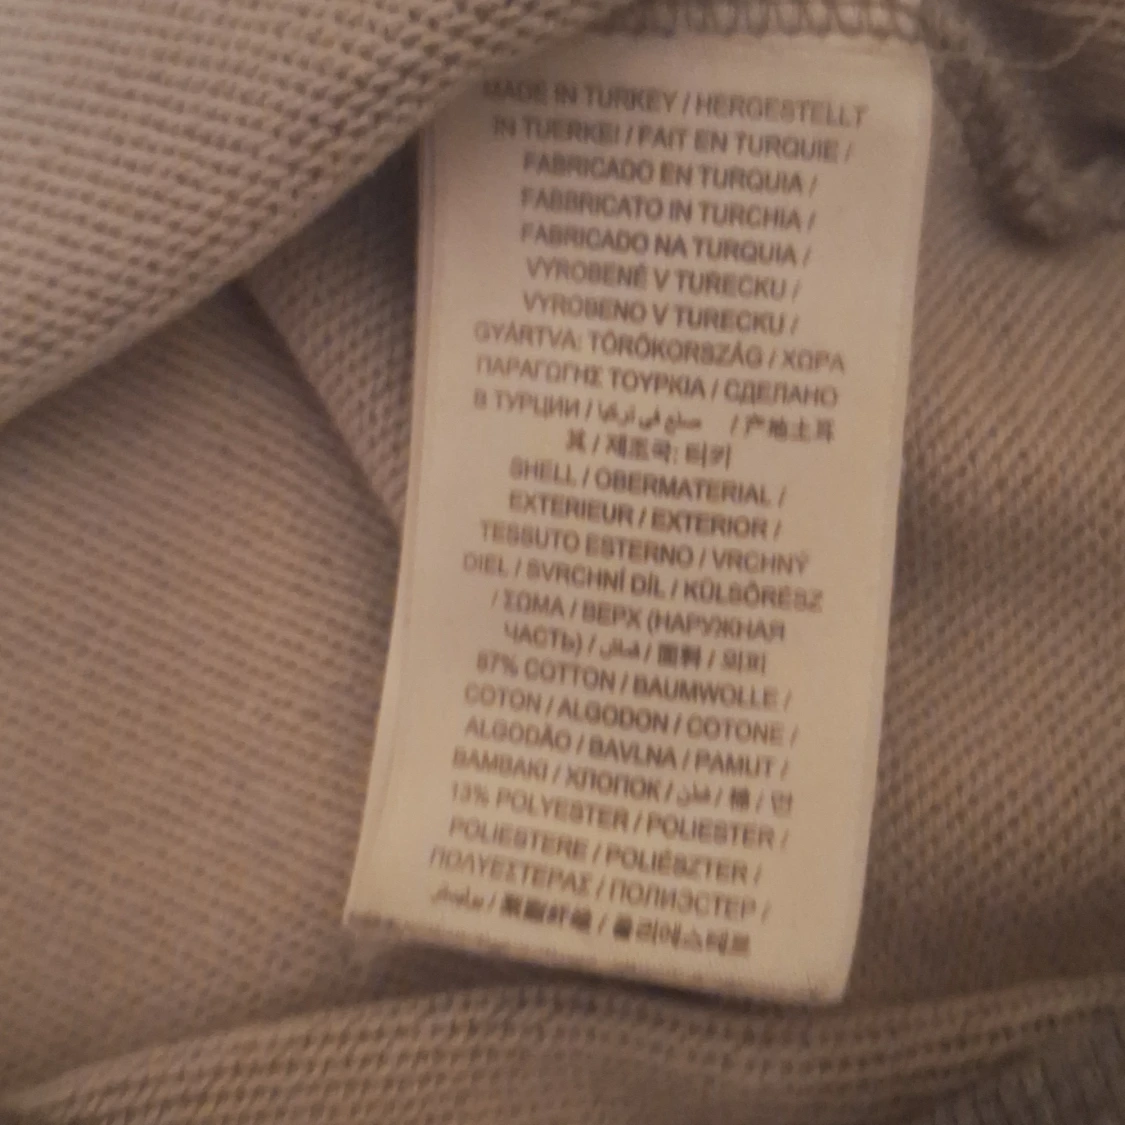 MADE IN TURKEY / HERGESTELLT
IN TUERKEI / FAIT EN TURQUIE /
FABRICADO EN TURQUIA /
FABBRICATO IN TURCHIA /
FABRICADO NA TURQUIA /
VYROBENÉ V TURECKU /
VYROBENO V TURECKU /
GYÁRTVA: TÖRÖKORSZÁG / ΧΩΡΑ
ΠΑΡΑΓΩΓΗΣ ΤΟΥΡΚΙΑ / СДЕЛАНО
В ТУРЦИИ / صنع في تركيا / 产地土耳
其 / 제조국: 터키
SHELL / OBERMATERIAL /
EXTERIEUR / EXTERIOR /
TESSUTO ESTERNO / VRCHNÝ
DIEL / SVRCHNÍ DÍL / KÜLSÖRÉSZ
/ ΣΩΜΑ / ВЕРХ (НАРУЖНАЯ
ЧАСТЬ) / / 面料 / 외피
87% COTTON / BAUMWOLLE /
COTON / ALGODON / COTONE /
ALGODÃO / BAVLNA / PAMUT /
BAMBAKI / ХЛОПОК / قطن / 棉 / 면
13% POLYESTER / POLIESTER /
POLIESTERE / POLIÉSZTER /
ΠΟΛΥΕΣΤΕΡΑΣ / ПОЛИЭСТЕР /
/ 聚酯纤维 / 폴리에스테르